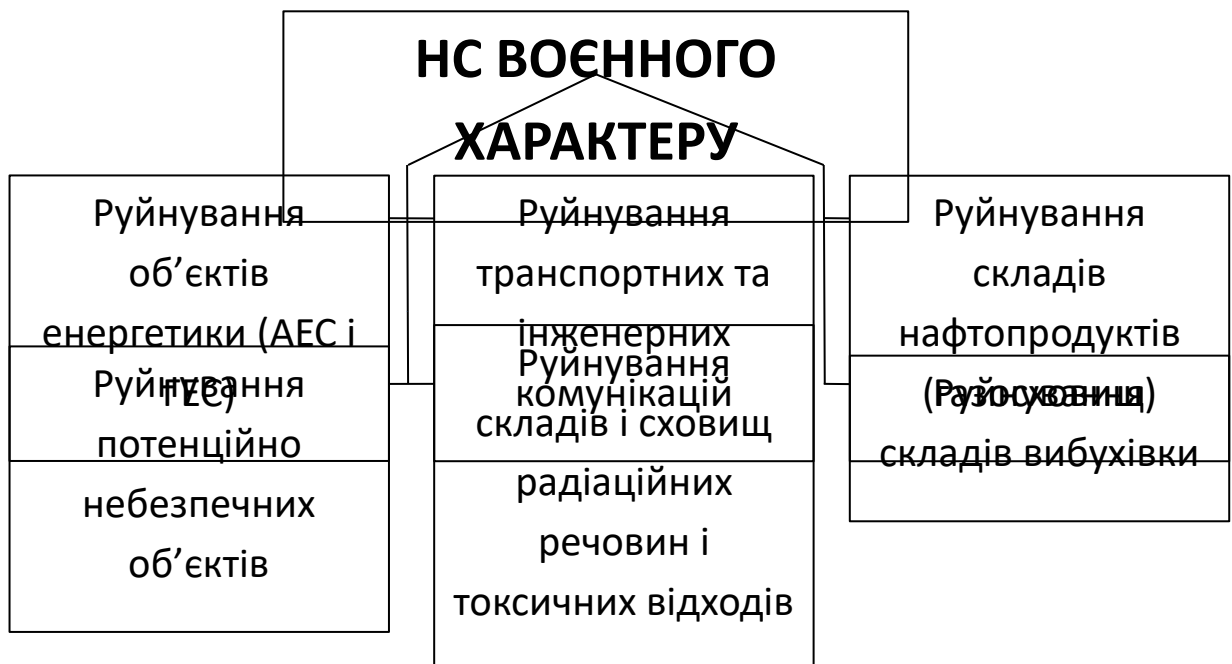 НС ВОЄННОГО
ХАРАКТЕРУ
Руйнування
об’єктів
енергетики (АЕС і
ГЕС)
Руйнування
транспортних та
інженерних
комунікацій
Руйнування
складів
нафтопродуктів
(газосховищ)
Руйнування
потенційно
небезпечних
об’єктів
Руйнування
складів і сховищ
радіаційних
речовин і
токсичних відходів
Руйнування
складів вибухівки